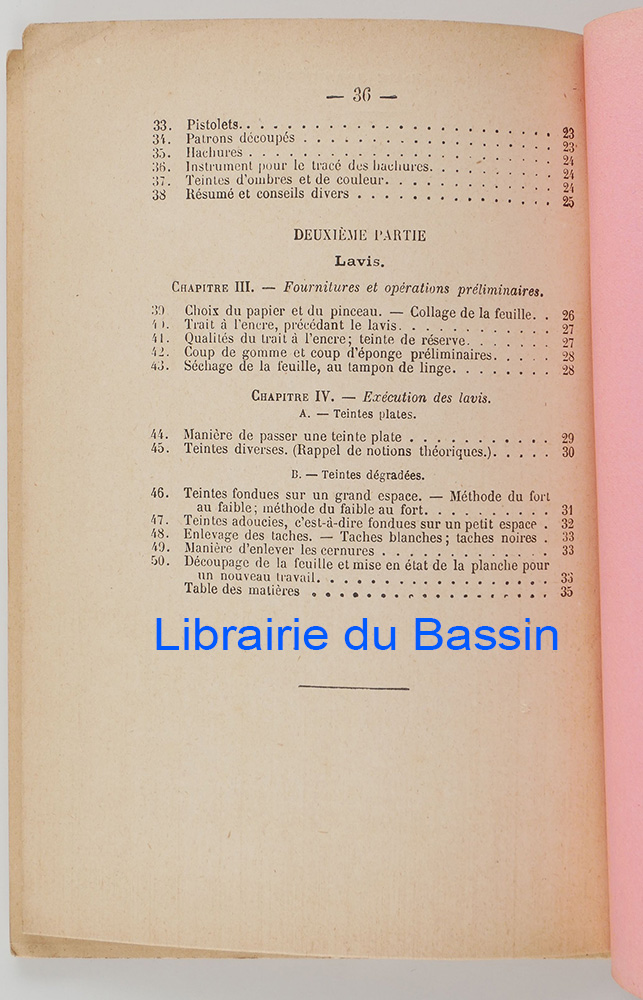 — 36 —
33. Pistolets. . . . . . . . . . . . . . . . . . . . . . 23
34. Patrons découpés . . . . . . . . . . . . . . . . . . 23
35. Hachures . . . . . . . . . . . . . . . . . . . . . . 24
36. Instrument pour le tracé des hachures. . . . . . . . 24
37. Teintes d'ombres et de couleur. . . . . . . . . . . 24
38 Résumé et conseils divers . . . . . . . . . . . . . 25
DEUXIÈME PARTIE
Lavis.
CHAPITRE III. — Fournitures et opérations préliminaires.
39 Choix du papier et du pinceau. — Collage de la feuille. . 26
40. Trait à l'encre, précédant le lavis. . . . . . . . . . . 27
41. Qualités du trait à l'encre; teinte de réserve. . . . . . 27
42. Coup de gomme et coup d'éponge préliminaires. . . . . 28
43. Séchage de la feuille, au tampon de linge. . . . . . . . 28
CHAPITRE IV. — Exécution des lavis.
A. — Teintes plates.
44. Manière de passer une teinte plate . . . . . . . . . . . 29
45. Teintes diverses. (Rappel de notions théoriques.). . . . . 30
B. — Teintes dégradées.
46. Teintes fondues sur un grand espace. — Méthode du fort
au faible; méthode du faible au fort. . . . . . . . . . 31
47. Teintes adoucies, c'est-à-dire fondues sur un petit espace . 32
48. Enlevage des taches. — Taches blanches; taches noires . 33
49. Manière d'enlever les cernures . . . . . . . . . . . . . 33
50. Découpage de la feuille et mise en état de la planche pour
un nouveau travail. . . . . . . . . . . . . . . . . . 33
Table des matières . . . . . . . . . . . . . . . . . . 35
Librairie du Bassin